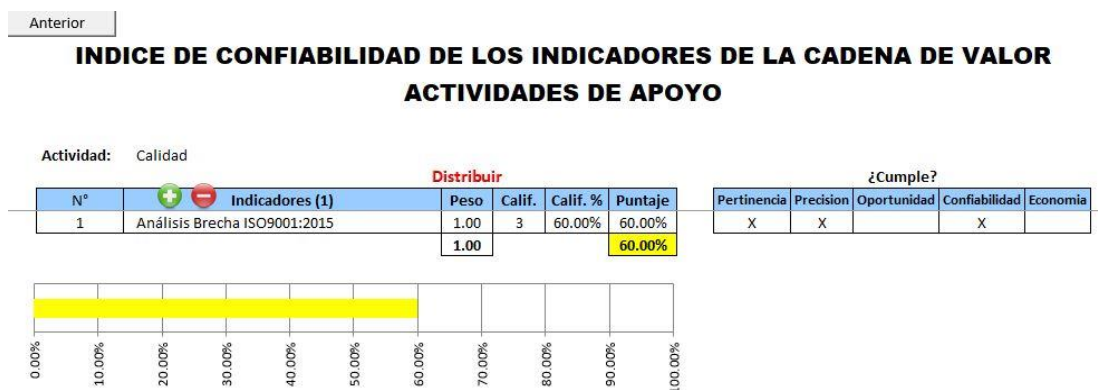 Anterior
INDICE DE CONFIABILIDAD DE LOS INDICADORES DE LA CADENA DE VALOR
ACTIVIDADES DE APOYO
Actividad: Calidad
Distribuir ¿Cumple?
N° Indicadores (1) Peso Calif. Calif. % Puntaje Pertinencia Precision Oportunidad Confiabilidad Economia
1 Análisis Brecha ISO9001:2015 1.00 3 60.00% 60.00% X X X
1.00 60.00%
0.00% 10.00% 20.00% 30.00% 40.00% 50.00% 60.00% 70.00% 80.00% 90.00% 100.00%